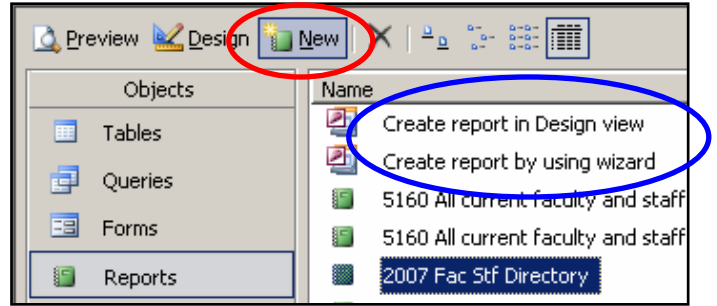 Preview Design New
Objects Name
Tables Create report in Design view
Queries Create report by using wizard
5160 All current faculty and staff
Forms 5160 All current faculty and staff
Reports 2007 Fac Stf Directory